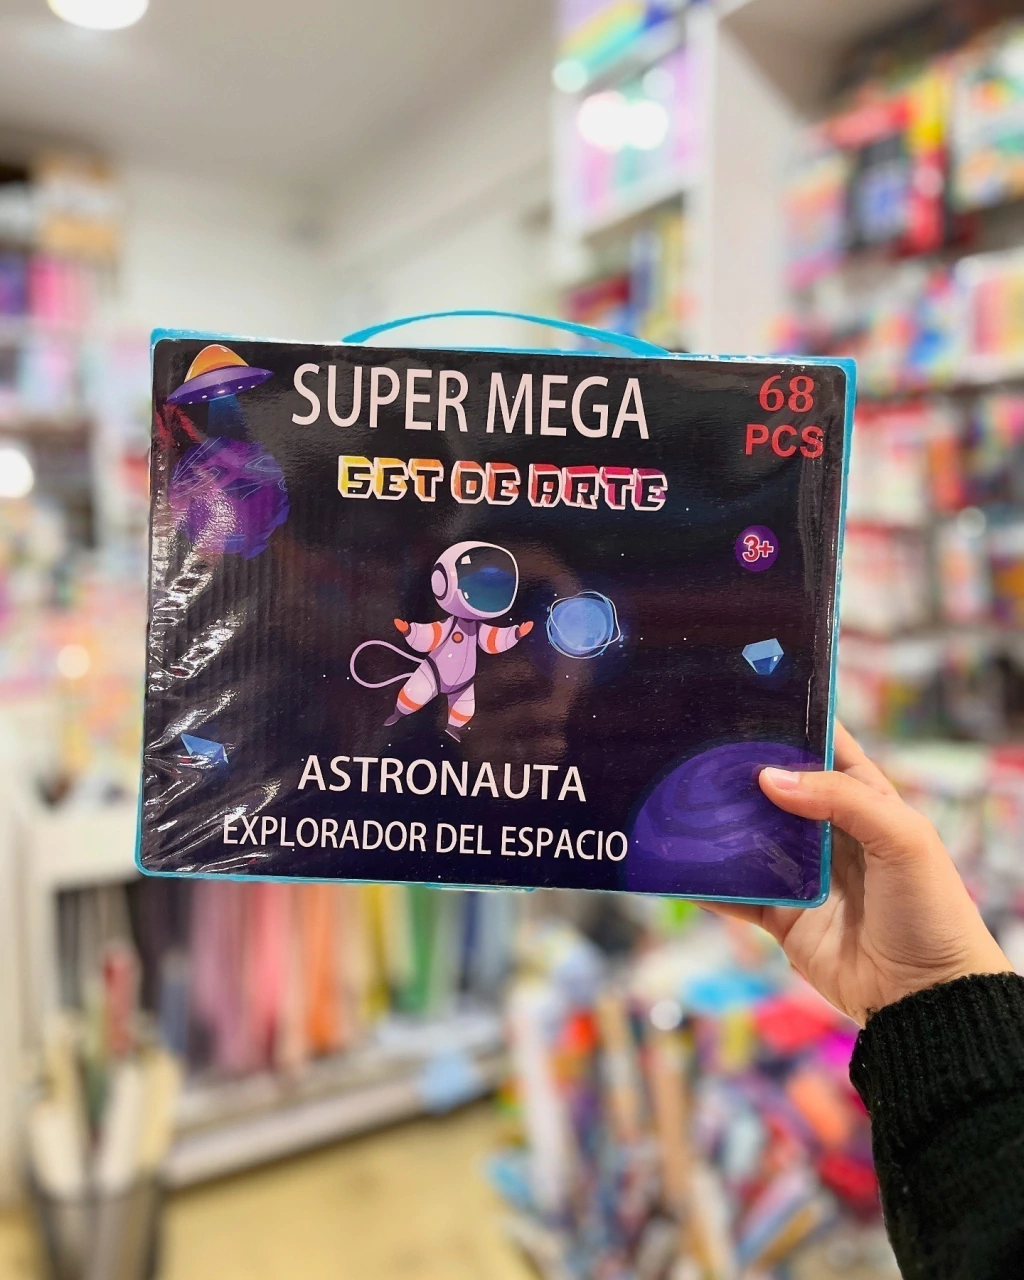 SUPER MEGA
68
PCS
SET DE ARTE
3+
ASTRONAUTA
EXPLORADOR DEL ESPACIO